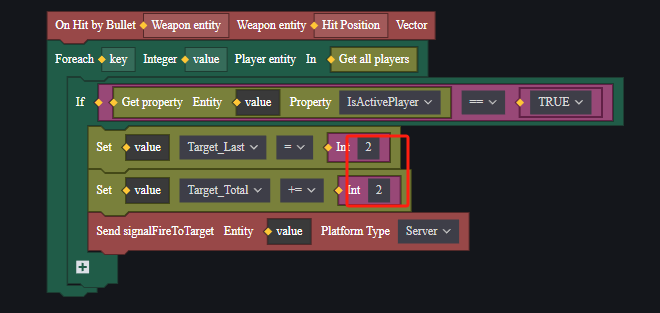 On Hit by Bullet Weapon entity Weapon entity Hit Position Vector
Foreach key Integer value Player entity In Get all players
If Get property Entity value Property IsActivePlayer == TRUE
Set value Target_Last = Int 2
Set value Target_Total += Int 2
Send signalFireToTarget Entity value Platform Type Server